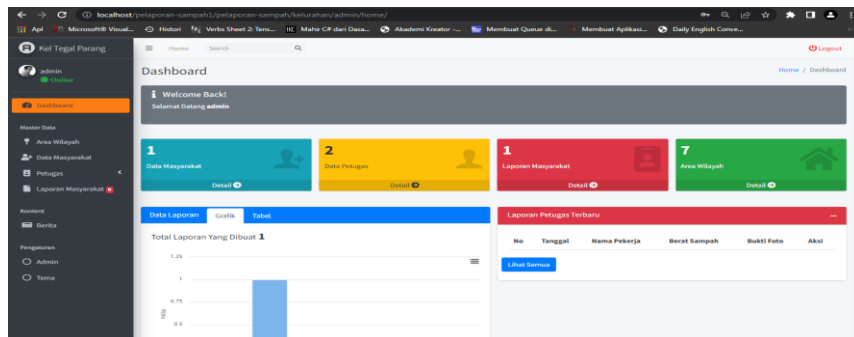 localhost/pelaporan-sampah1/pelaporan-sampah/kelurahan/admin/home/
Apl
Microsoft® Visual...
Histori
Verbs Sheet 2: Tens...
Mahir C# dari Dasa...
Akademi Kreator -...
Membuat Queue di...
Membuat Aplikasi...
Daily English Conve...
Kel Tegal Parang
Home
Search
Logout
admin
Online
Dashboard
Home / Dashboard
i Welcome Back!
Selamat Datang admin
Dashboard
Master Data
Area Wilayah
Data Masyarakat
Petugas
Laporan Masyarakat
Kontent
Berita
Pengaturan
Admin
Tema
1
Data Masyarakat
Detail
2
Data Petugas
Detail
1
Laporan Masyarakat
Detail
7
Area Wilayah
Detail
Data Laporan
Grafik
Tabel
Total Laporan Yang Dibuat 1
1.25
1
0.75
0.5
Nilai
Laporan Petugas Terbaru
No Tanggal Nama Pekerja Berat Sampah Bukti Foto Aksi
Lihat Semua